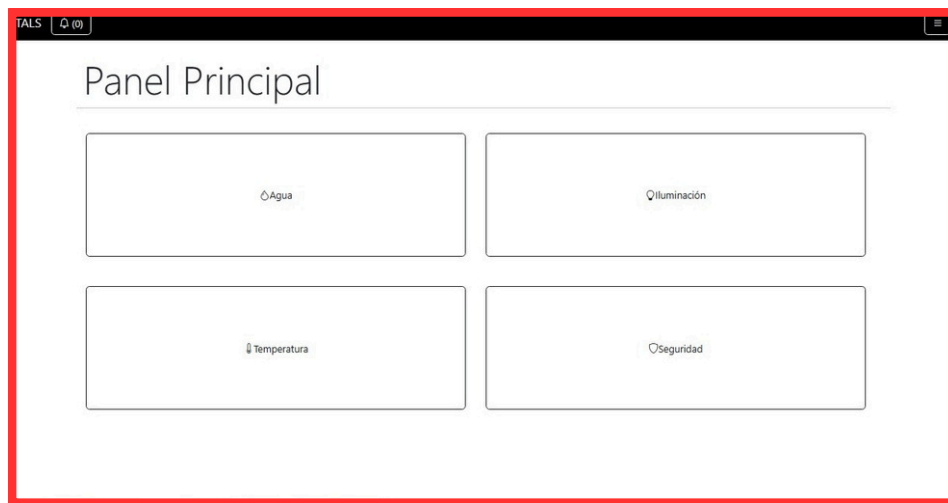 TALS (0)
Panel Principal
Agua Iluminación
Temperatura Seguridad